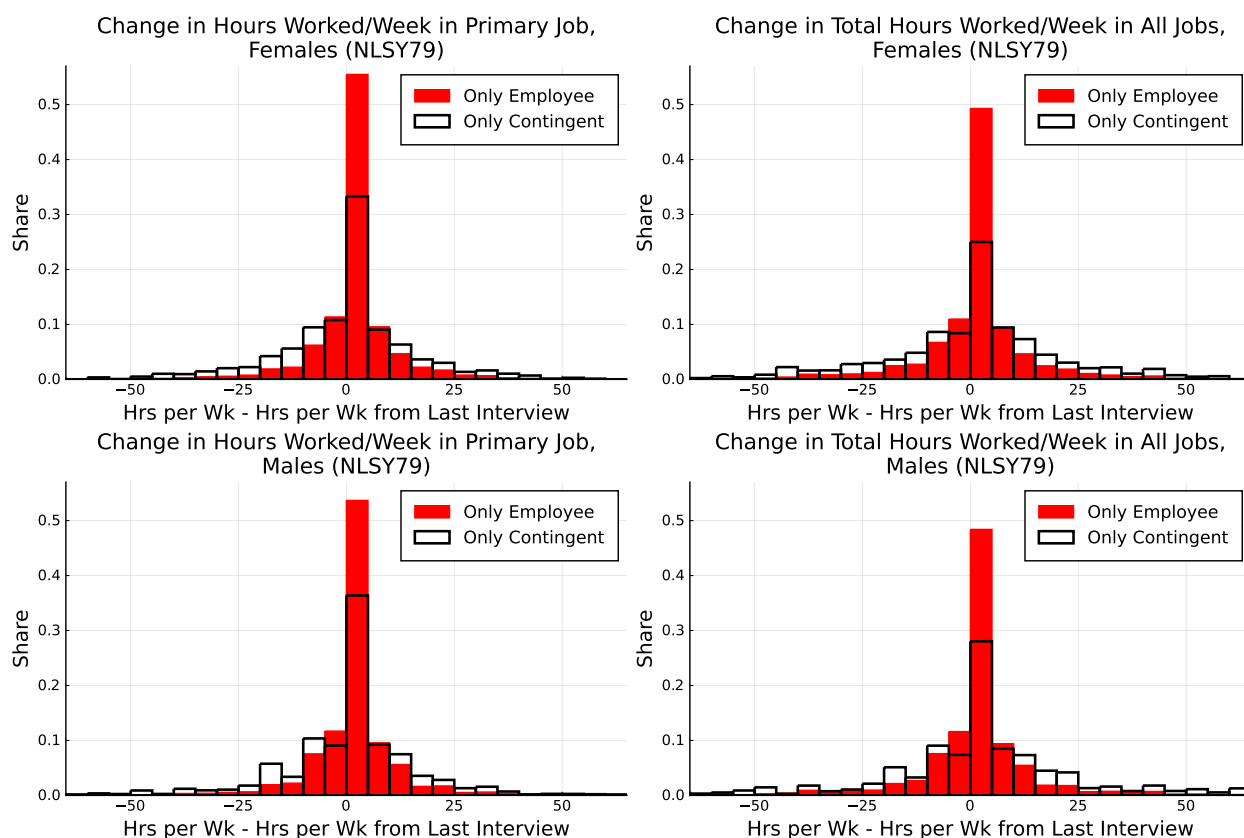 Change in Hours Worked/Week in Primary Job,
Females (NLSY79)
Only Employee
Only Contingent
Share
0.5
0.4
0.3
0.2
0.1
0.0
−50
−25
0
25
50
Hrs per Wk - Hrs per Wk from Last Interview
Change in Total Hours Worked/Week in All Jobs,
Females (NLSY79)
Only Employee
Only Contingent
Share
0.5
0.4
0.3
0.2
0.1
0.0
−50
−25
0
25
50
Hrs per Wk - Hrs per Wk from Last Interview
Change in Hours Worked/Week in Primary Job,
Males (NLSY79)
Only Employee
Only Contingent
Share
0.5
0.4
0.3
0.2
0.1
0.0
−50
−25
0
25
50
Hrs per Wk - Hrs per Wk from Last Interview
Change in Total Hours Worked/Week in All Jobs,
Males (NLSY79)
Only Employee
Only Contingent
Share
0.5
0.4
0.3
0.2
0.1
0.0
−50
−25
0
25
50
Hrs per Wk - Hrs per Wk from Last Interview